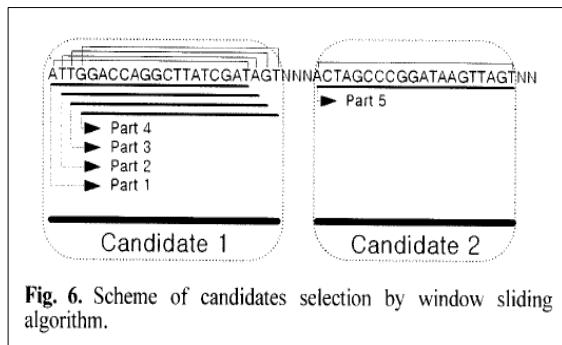 ATTGGACCAGGCTTATCGATAGTNNNACTAGCCCGGATAAGTTAGTNN
Part 4
Part 5
Part 3
Part 2
Part 1
Candidate 1
Candidate 2
Fig. 6. Scheme of candidates selection by window sliding
algorithm.